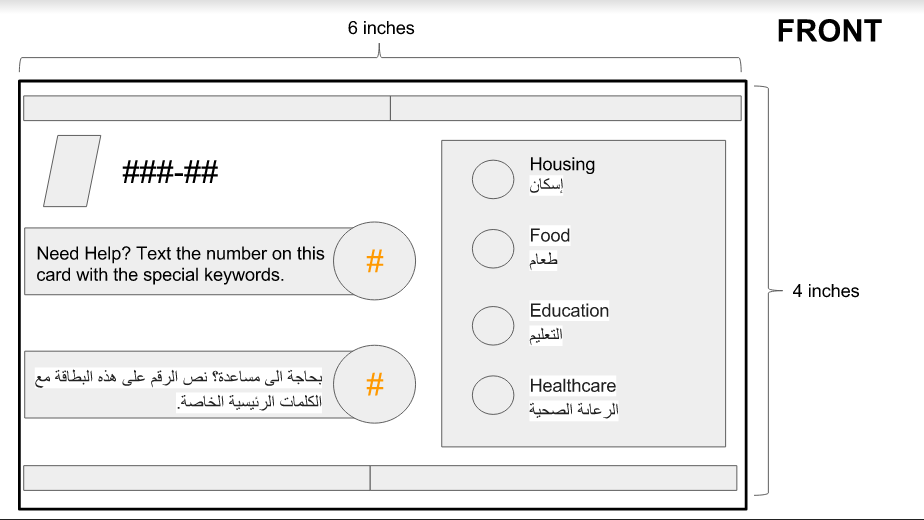 6 inches
FRONT
###-##
Need Help? Text the number on this
card with the special keywords.
#
بحاجة الى مساعدة؟ نص الرقم على هذه البطاقة مع
الكلمات الرئيسية الخاصة.
#
Housing
إسكان
Food
طعام
Education
التعليم
Healthcare
الرعاية الصحية
4 inches